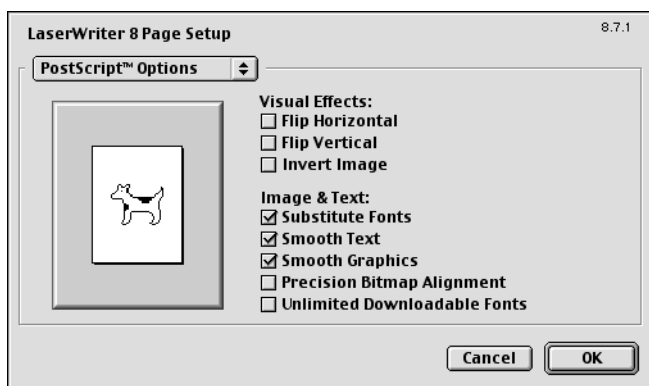 LaserWriter 8 Page Setup
8.7.1
PostScript™ Options
Visual Effects:
Flip Horizontal
Flip Vertical
Invert Image
Image & Text:
Substitute Fonts
Smooth Text
Smooth Graphics
Precision Bitmap Alignment
Unlimited Downloadable Fonts
Cancel
OK